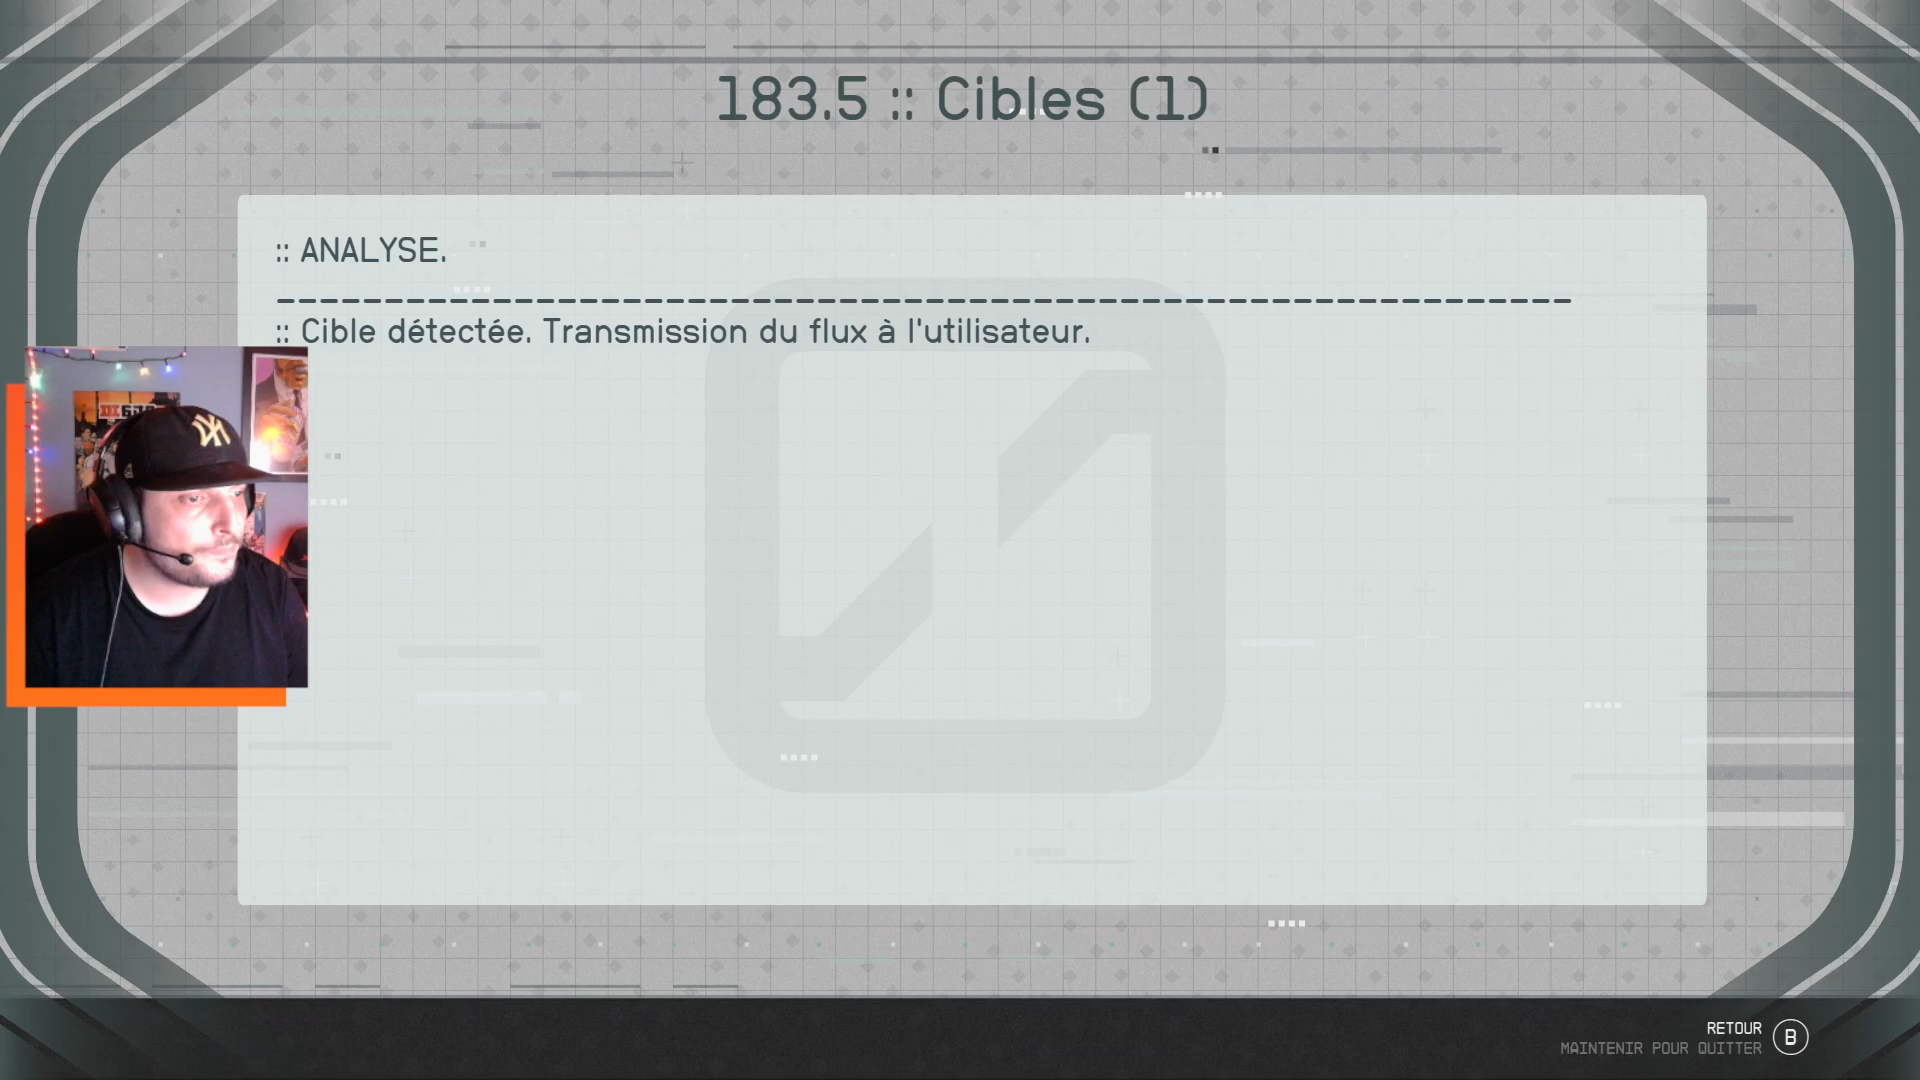 183.5 :: Cibles (1)
:: ANALYSE.
:: Cible détectée. Transmission du flux à l'utilisateur.
RETOUR
B
MAINTENIR POUR QUITTER